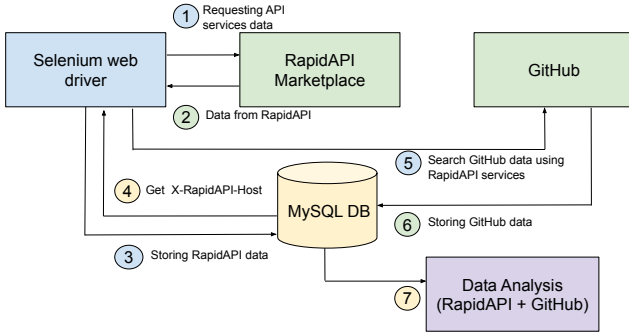 1
Requesting API
services data
Selenium web
driver
RapidAPI
Marketplace
GitHub
2
Data from RapidAPI
5
Search GitHub data using
RapidAPI services
4
Get X-RapidAPI-Host
MySQL DB
6
Storing GitHub data
3
Storing RapidAPI data
7
Data Analysis
(RapidAPI + GitHub)